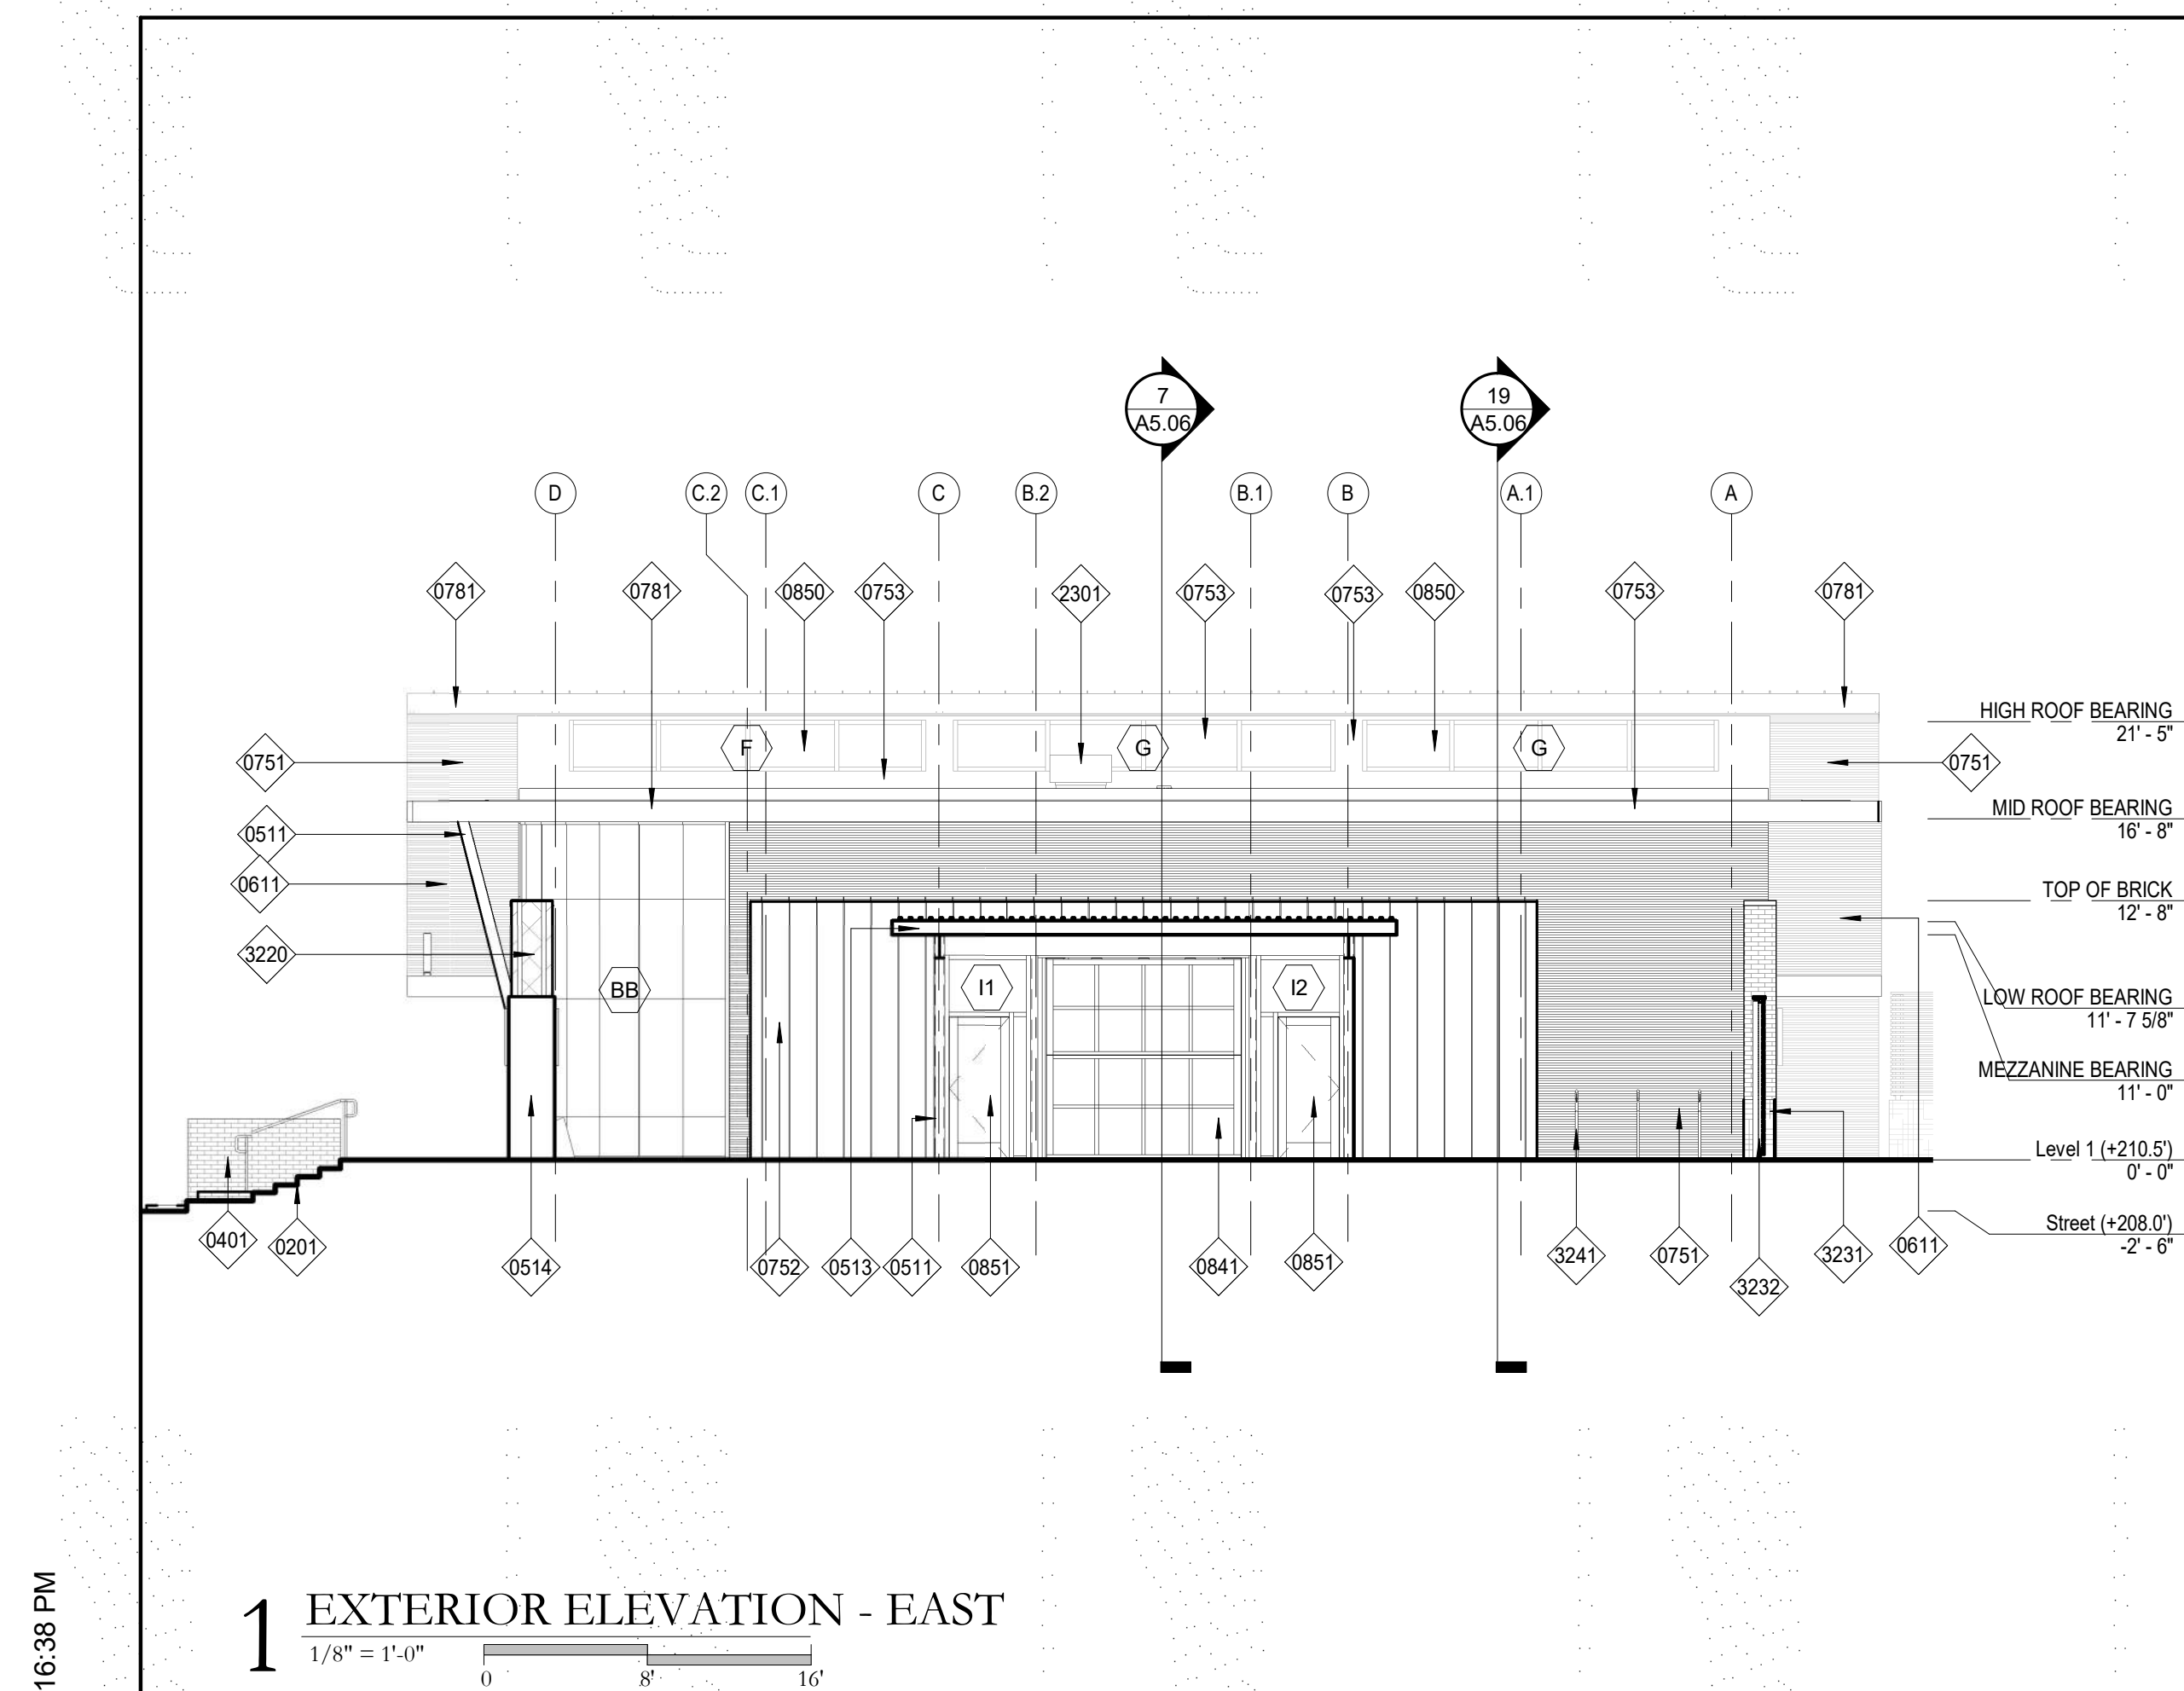 7
A5.06
19
A5.06
D
C.2
C.1
C
B.2
B.1
B
A.1
A
0781
0781
0850
0753
2301
0753
0753
0850
0753
0781
HIGH ROOF BEARING
21' - 5"
F
G
G
0751
0751
MID ROOF BEARING
16' - 8"
0511
0611
TOP OF BRICK
12' - 8"
3220
BB
I1
I2
LOW ROOF BEARING
11' - 7 5/8"
MEZZANINE BEARING
11' - 0"
Level 1 (+210.5')
0' - 0"
Street (+208.0')
-2' - 6"
0401
0201
0514
0752
0513
0511
0851
0841
0851
3241
0751
3232
3231
0611
1
EXTERIOR ELEVATION - EAST
1/8" = 1'-0"
0
8'
16'
16:38 PM